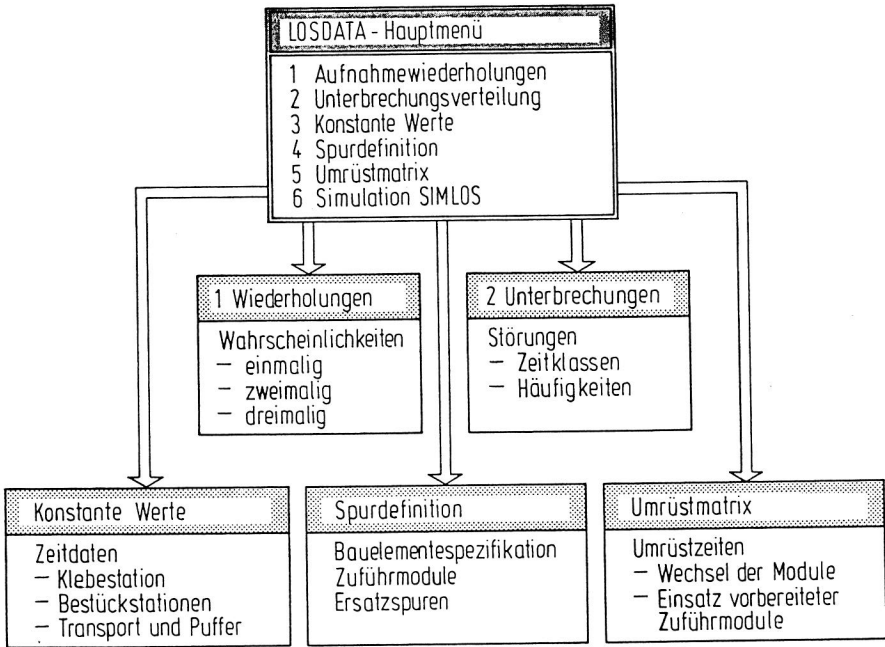 LOSDATA - Hauptmenü
1 Aufnahmewiederholungen
2 Unterbrechungsverteilung
3 Konstante Werte
4 Spurdefinition
5 Umrüstmatrix
6 Simulation SIMLOS
1 Wiederholungen
Wahrscheinlichkeiten
– einmalig
– zweimalig
– dreimalig
2 Unterbrechungen
Störungen
– Zeitklassen
– Häufigkeiten
Konstante Werte
Zeitdaten
– Klebestation
– Bestückstationen
– Transport und Puffer
Spurdefinition
Bauelementespezifikation
Zuführmodule
Ersatzspuren
Umrüstmatrix
Umrüstzeiten
– Wechsel der Module
– Einsatz vorbereiteter
Zuführmodule